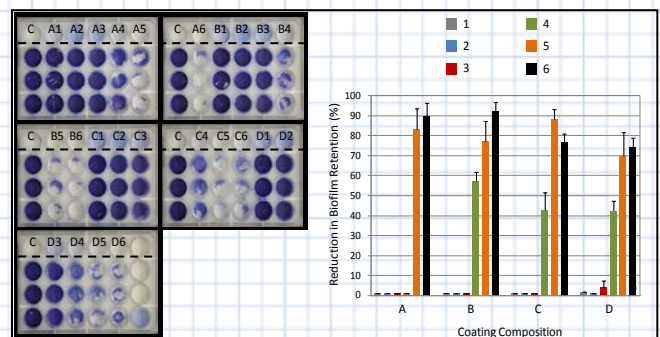 C A1 A2 A3 A4 A5
C A6 B1 B2 B3 B4
C B5 B6 C1 C2 C3
C C4 C5 C6 D1 D2
C D3 D4 D5 D6
1
2
3
4
5
6
Reduction in Biofilm Retention (%)
100
90
80
70
60
50
40
30
20
10
0
A B C D
Coating Composition